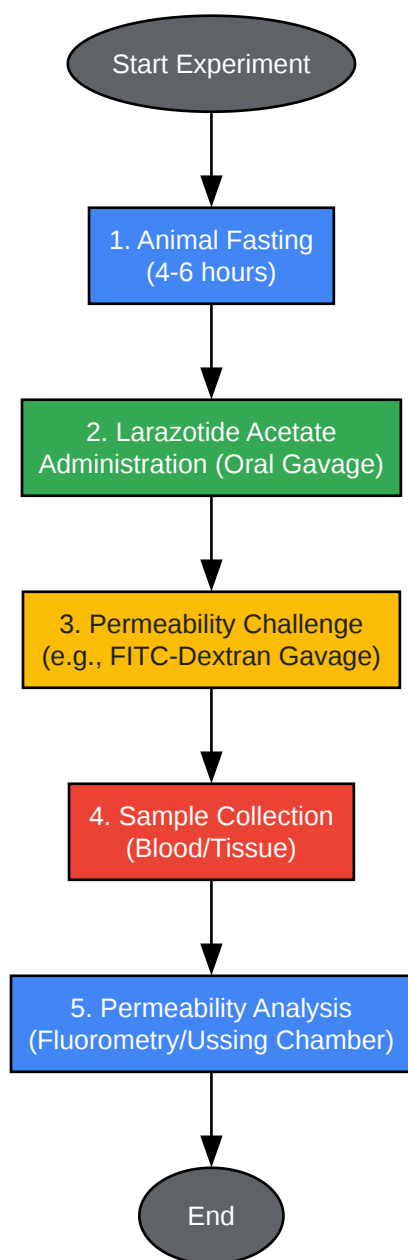 Start Experiment
1. Animal Fasting
(4-6 hours)
2. Larazotide Acetate
Administration (Oral Gavage)
3. Permeability Challenge
(e.g., FITC-Dextran Gavage)
4. Sample Collection
(Blood/Tissue)
5. Permeability Analysis
(Fluorometry/Ussing Chamber)
End